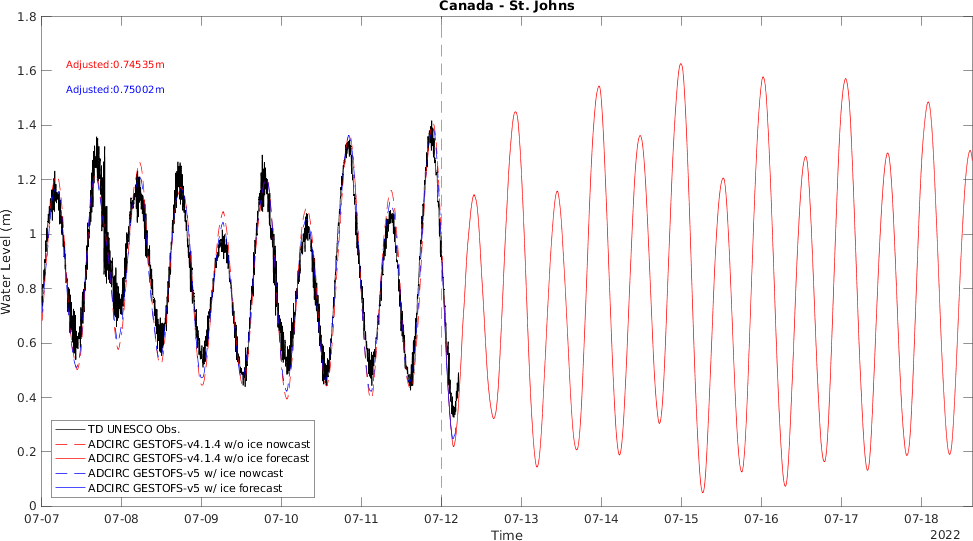 Canada - St. Johns
1.8
1.6
1.4
1.2
1
0.8
0.6
0.4
0.2
0
Water Level (m)
Adjusted:0.74535m
Adjusted:0.75002m
TD UNESCO Obs.
ADCIRC GESTOFS-v4.1.4 w/o ice nowcast
ADCIRC GESTOFS-v4.1.4 w/o ice forecast
ADCIRC GESTOFS-v5 w/ ice nowcast
ADCIRC GESTOFS-v5 w/ ice forecast
07-07 07-08 07-09 07-10 07-11 07-12 07-13 07-14 07-15 07-16 07-17 07-18
Time
2022